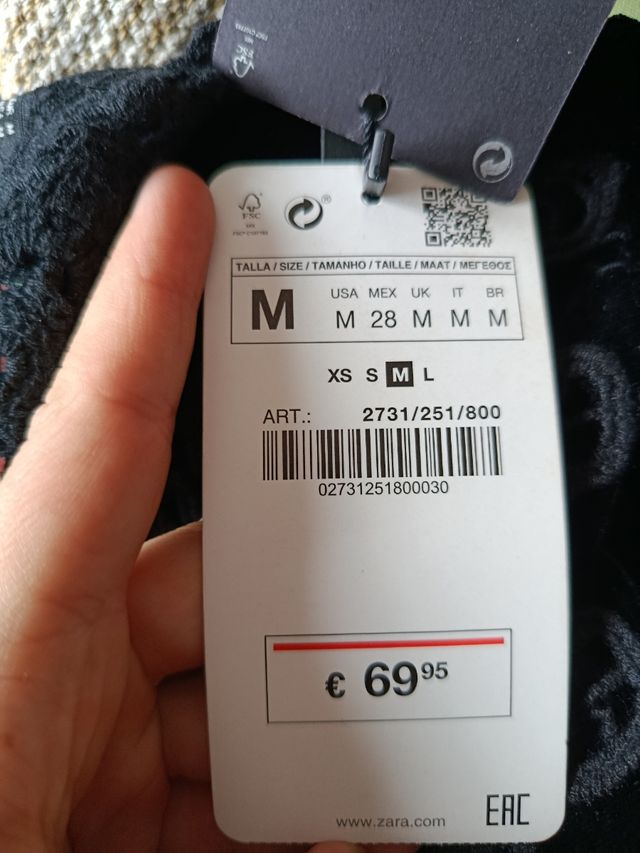 FSC
TALLA / SIZE / TAMANHO / TAILLE / MAAT / ΜΕΓΕΘΟΣ
M
USA MEX UK IT BR
M 28 M M M
XS S M L
ART.: 2731/251/800
02731251800030
€ 69 95
www.zara.com EAC